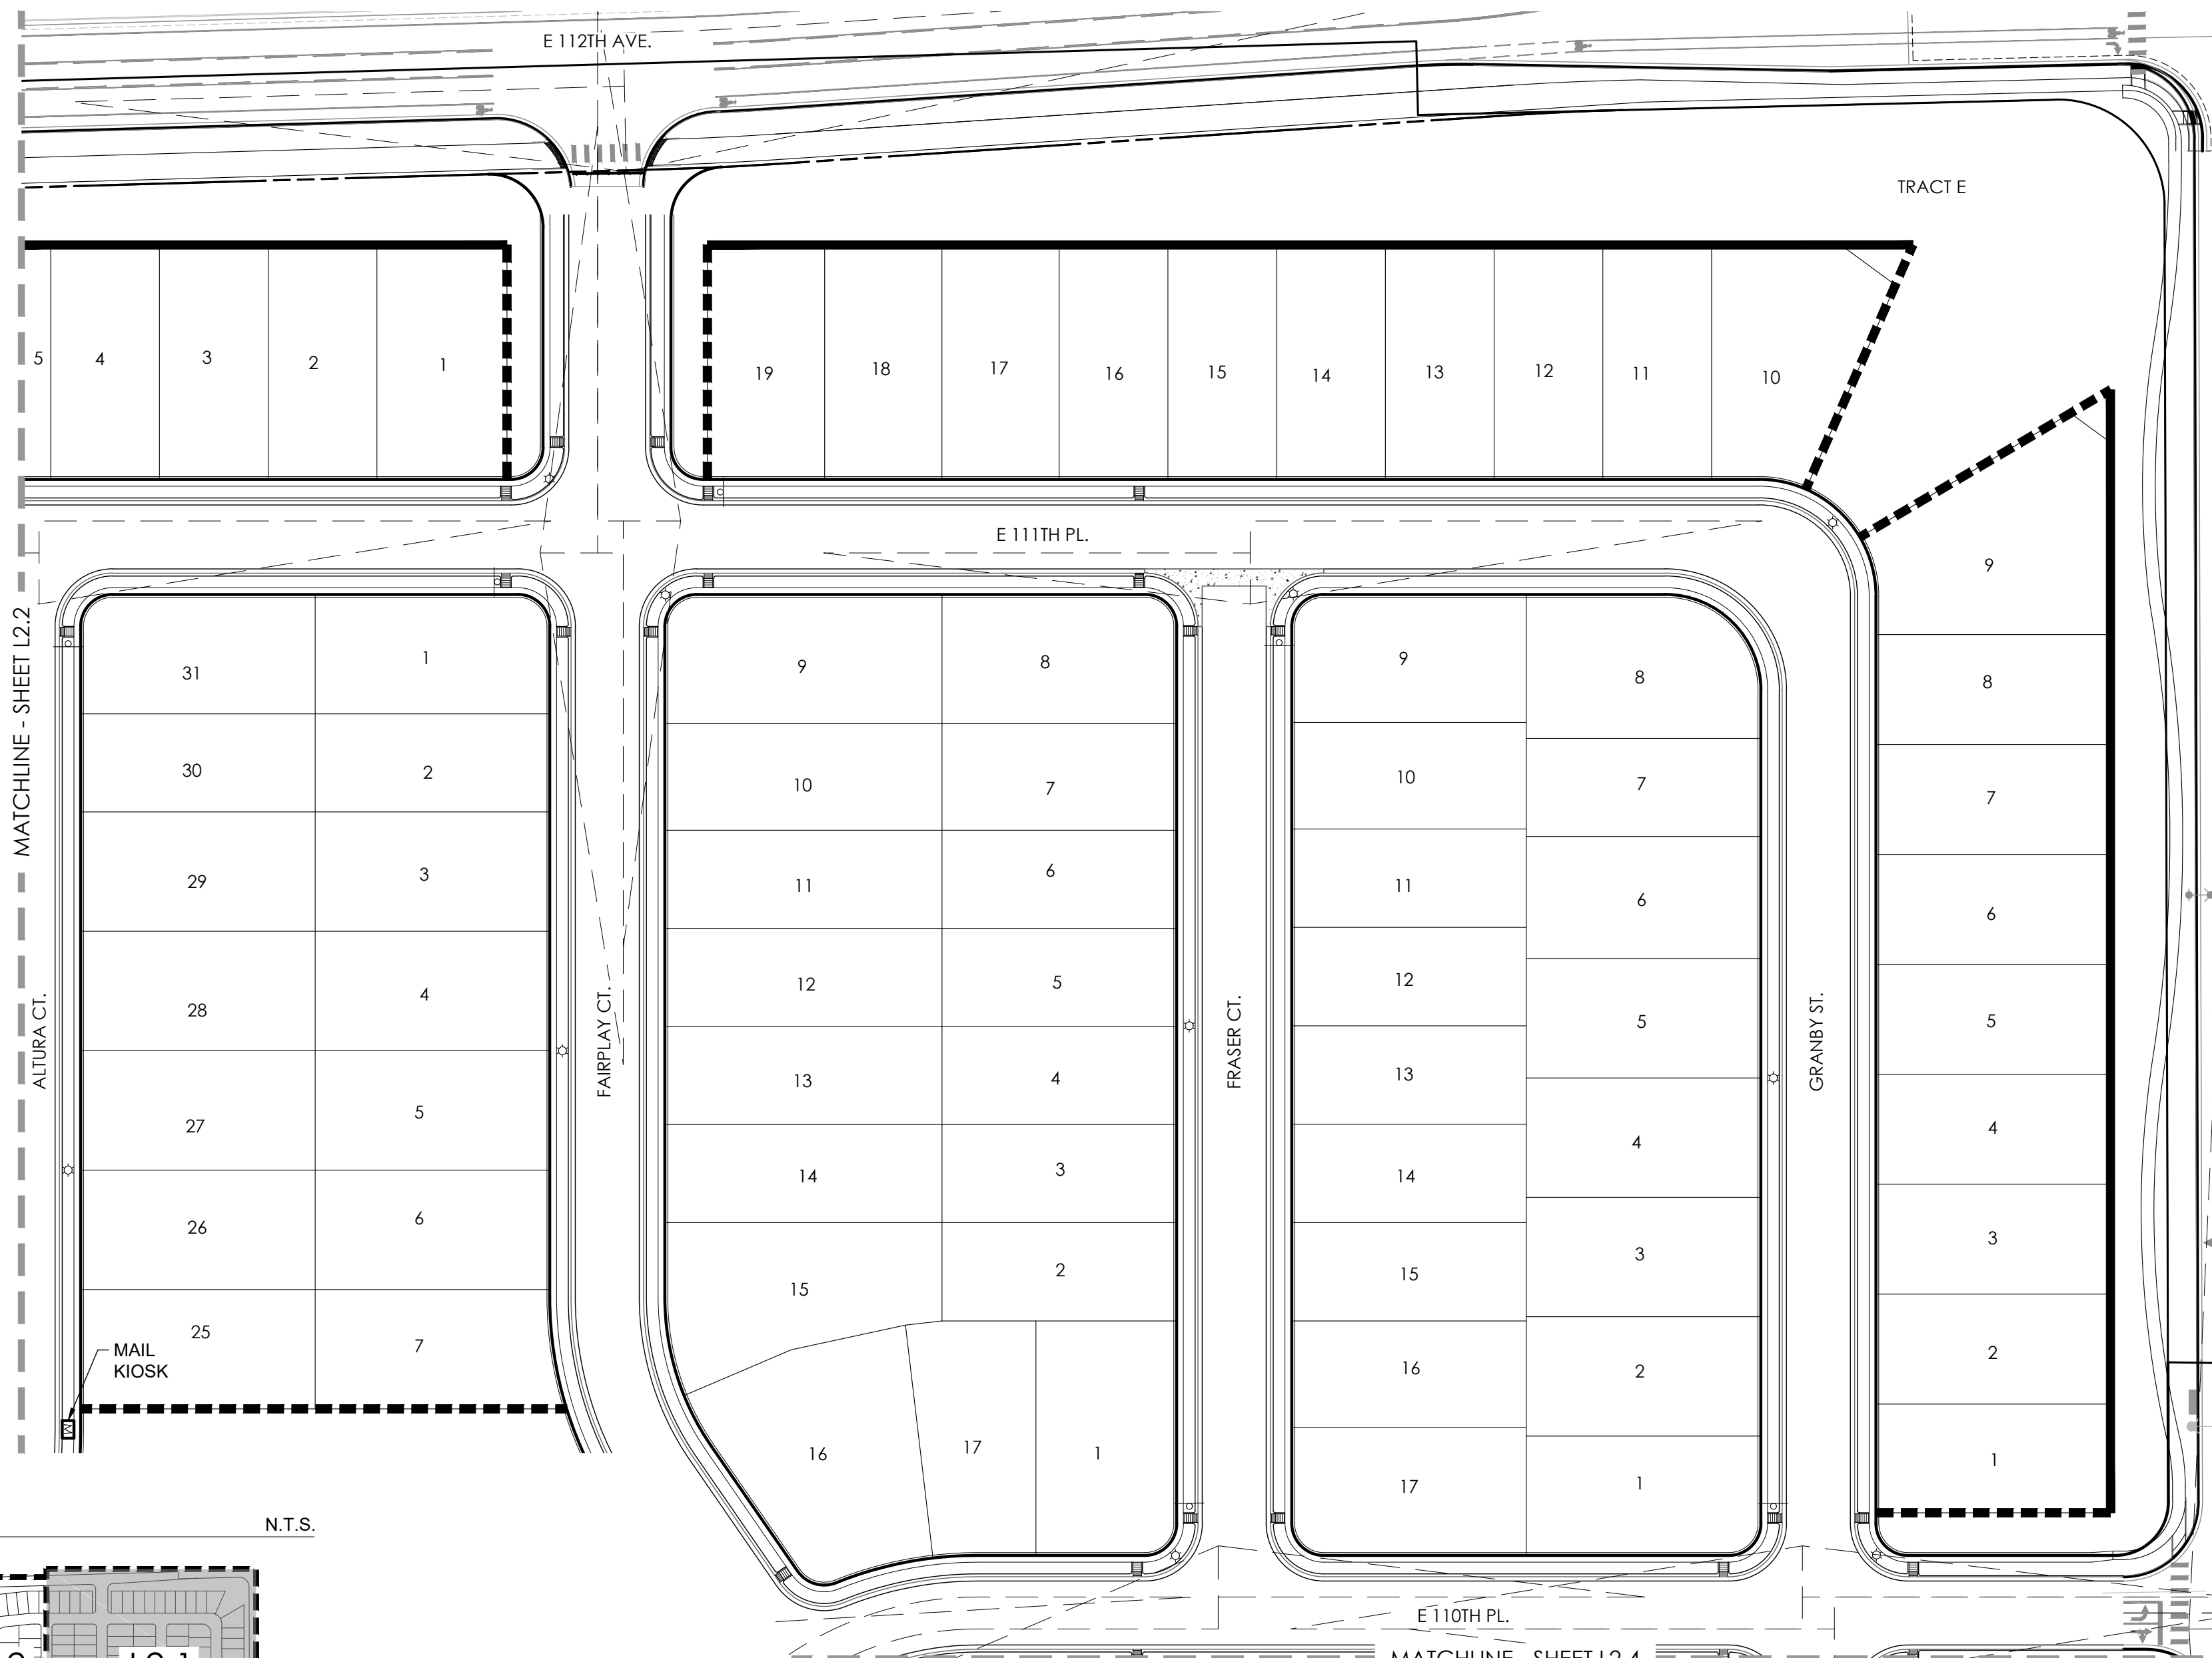 E 112TH AVE.
TRACT E
5 4 3 2 1
19 18 17 16 15 14 13 12 11 10
E 111TH PL.
MATCHLINE - SHEET L2.2
ALTURA CT.
31 1
30 2
29 3
28 4
27 5
26 6
25 7
MAIL
KIOSK
FAIRPLAY CT.
9 8
10 7
11 6
12 5
13 4
14 3
15 2
16 17 1
FRASER CT.
9 8
10 7
11 6
12 5
13 4
14 3
15 2
16 1
17
GRANBY ST.
9
8
7
6
5
4
3
2
1
N.T.S.
E 110TH PL.
MATCHLINE - SHEET L2.4